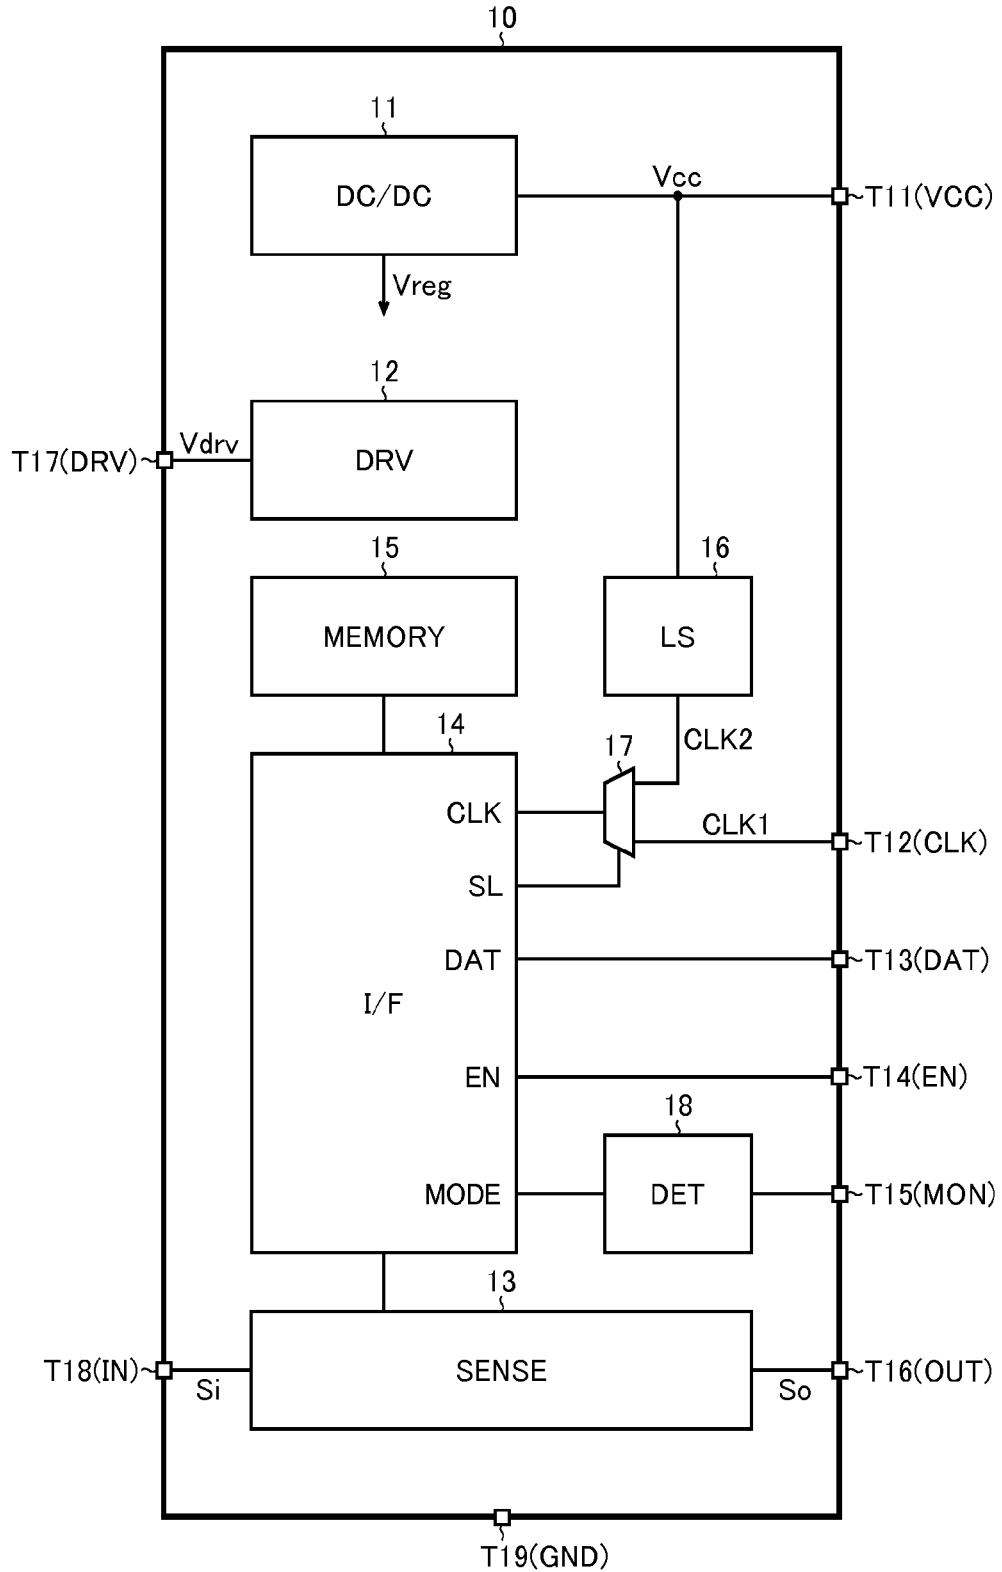 10
11
DC/DC
Vcc
T11(VCC)
Vreg
12
Vdrv
T17(DRV)
DRV
15
16
MEMORY
LS
14
17
CLK2
CLK
CLK1
T12(CLK)
SL
DAT
T13(DAT)
I/F
EN
T14(EN)
18
MODE
DET
T15(MON)
13
T18(IN)
Si
SENSE
So
T16(OUT)
T19(GND)